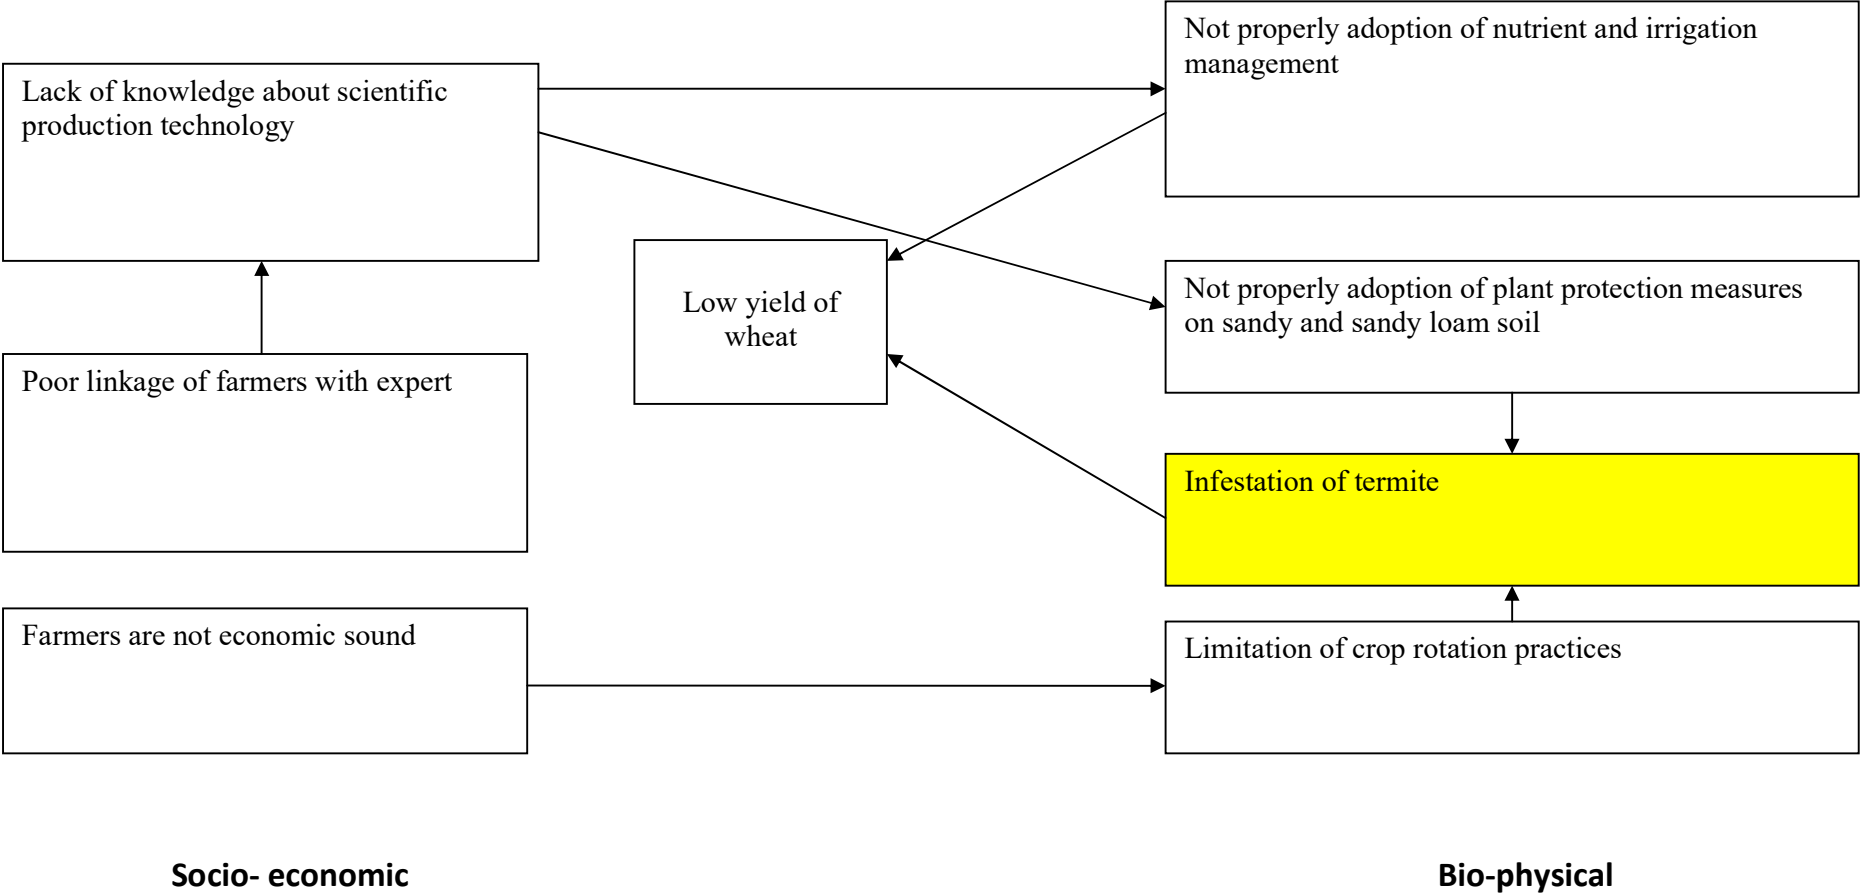 Not properly adoption of nutrient and irrigation
management
Lack of knowledge about scientific
production technology
Low yield of
wheat
Not properly adoption of plant protection measures
on sandy and sandy loam soil
Poor linkage of farmers with expert
Infestation of termite
Farmers are not economic sound
Limitation of crop rotation practices
Socio- economic
Bio-physical